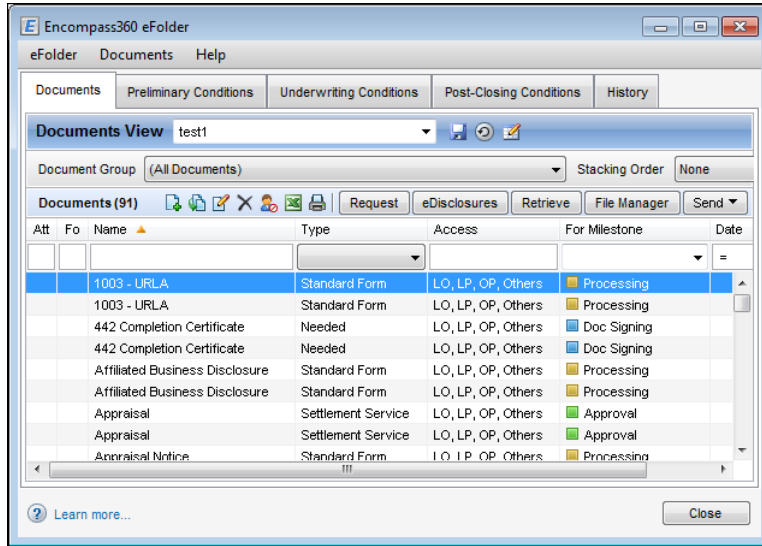 Encompass360 eFolder
eFolder Documents Help
Documents Preliminary Conditions Underwriting Conditions Post-Closing Conditions History
Documents View test1
Document Group (All Documents) Stacking Order None
Documents (91) Request eDisclosures Retrieve File Manager Send
Att Fo Name Type Access For Milestone Date
=
1003 - URLA Standard Form LO, LP, OP, Others Processing
1003 - URLA Standard Form LO, LP, OP, Others Processing
442 Completion Certificate Needed LO, LP, OP, Others Doc Signing
442 Completion Certificate Needed LO, LP, OP, Others Doc Signing
Affiliated Business Disclosure Standard Form LO, LP, OP, Others Processing
Affiliated Business Disclosure Standard Form LO, LP, OP, Others Processing
Appraisal Settlement Service LO, LP, OP, Others Approval
Appraisal Settlement Service LO, LP, OP, Others Approval
Appraisal Notice Standard Form LO, LP, OP, Others Processing
Learn more... Close